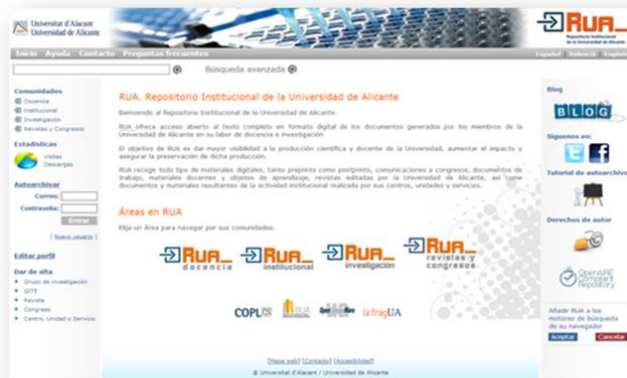 Universitat d'Alacant
Universidad de Alicante
RUA
Repositorio Institucional
de la Universidad de Alicante
Inicio Ayuda Contacto Preguntas frecuentes
Español Valencià English
Búsqueda avanzada
Comunidades
Docencia
Institucional
Investigación
Revistas y Congresos
Estadísticas
Visitas
Descargas
Autoarchivar
Correo:
Contraseña:
Entrar
[ Nuevo usuario ]
Editar perfil
Dar de alta
Grupo de investigación
GITE
Revista
Congreso
Centro, Unidad o Servicio
RUA. Repositorio Institucional de la Universidad de Alicante
Bienvenido al Repositorio Institucional de la Universidad de Alicante.
RUA ofrece acceso abierto al texto completo en formato digital de los documentos generados por los miembros de la
Universidad de Alicante en su labor de docencia e investigación
El objetivo de RUA es dar mayor visibilidad a la producción científica y docente de la Universidad, aumentar el impacto y
asegurar la preservación de dicha producción.
RUA recoge todo tipo de materiales digitales, tanto preprints como postprints, comunicaciones a congresos, documentos de
trabajo, materiales docentes y objetos de aprendizaje, revistas editadas por la Universidad de Alicante, así como
documentos y materiales resultantes de la actividad institucional realizada por sus centros, unidades y servicios.
Áreas en RUA
Elija un Área para navegar por sus comunidades.
RUA docencia
RUA institucional
RUA investigación
RUA revistas y congresos
COPLA
BUA
la fragUA
[Mapa web] [Contacto] [Accesibilidad]
© Universitat d'Alacant / Universidad de Alicante
Blog
BLOG
Síguenos en:
Tutorial de autoarchivo
Derechos de autor
OpenAIRE
Compliant
Repository
Añadir RUA a los
motores de búsqueda
de su navegador
Aceptar Cancelar